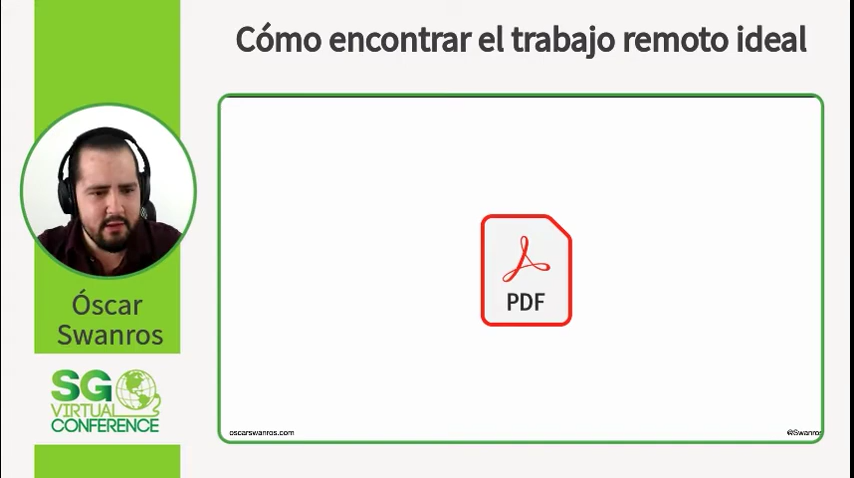 Cómo encontrar el trabajo remoto ideal
Óscar
Swanros
SG
VIRTUAL
CONFERENCE
PDF
oscarswanros.com
@Swanros